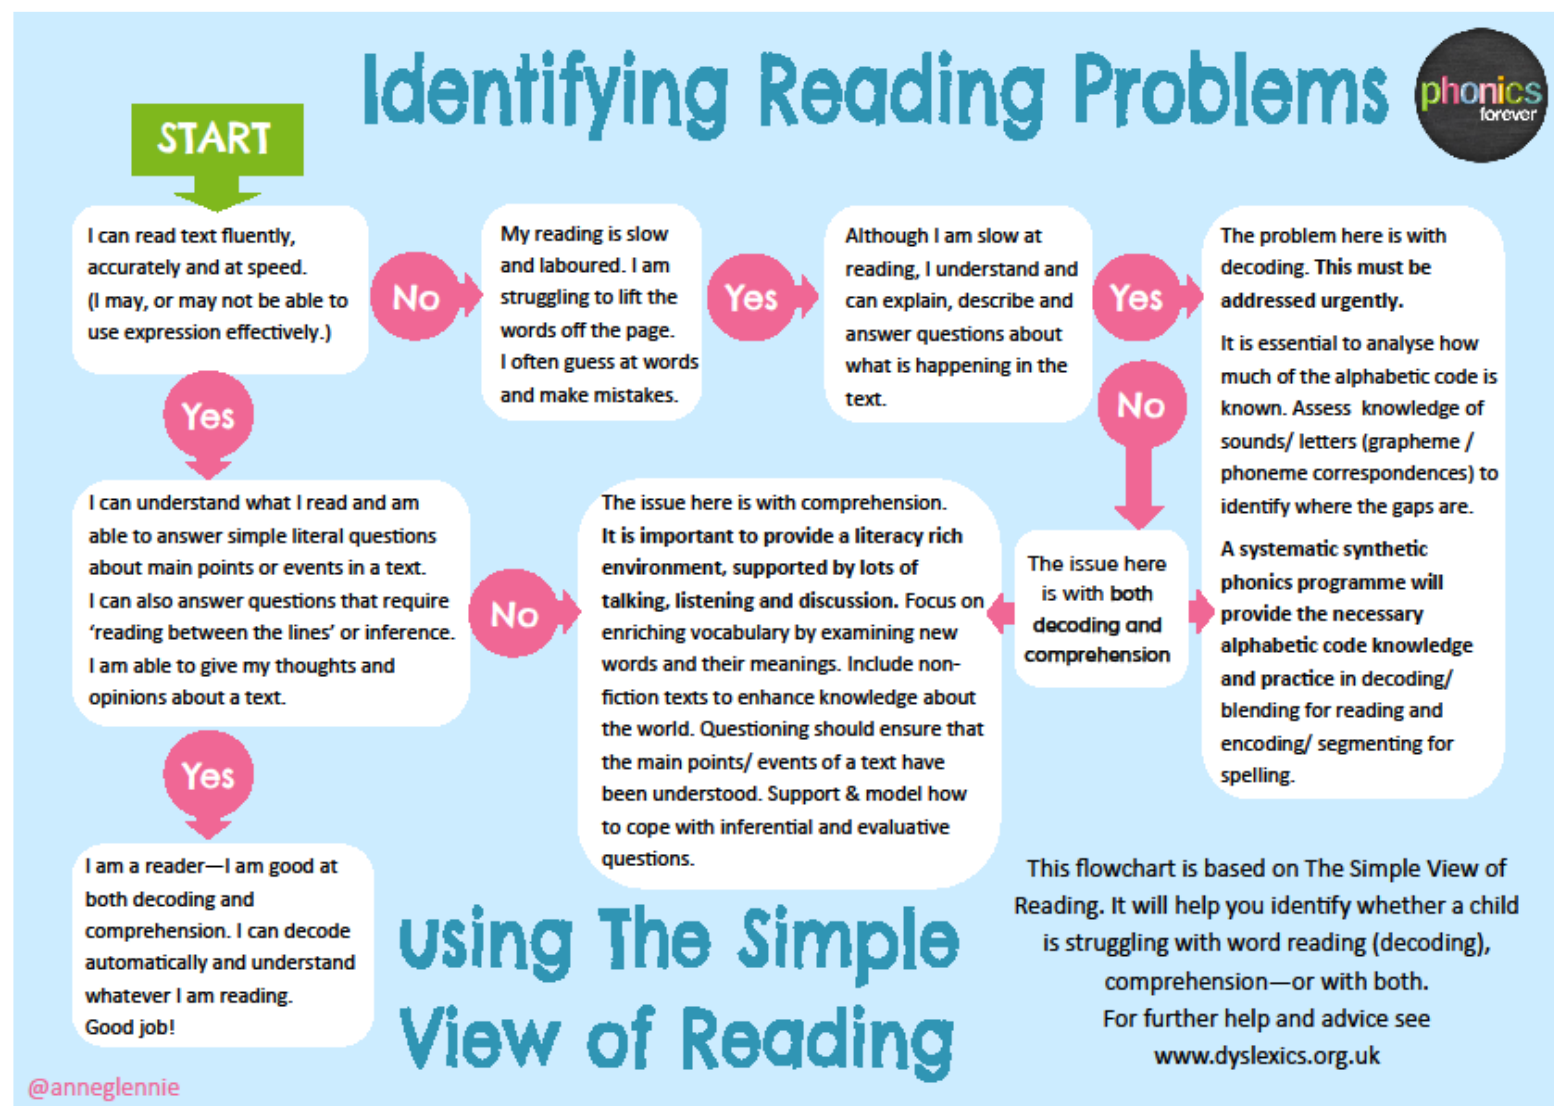 Identifying Reading Problems
phonics
forever
START
I can read text fluently,
accurately and at speed.
(I may, or may not be able to
use expression effectively.)
No
My reading is slow
and laboured. I am
struggling to lift the
words off the page.
I often guess at words
and make mistakes.
Yes
Although I am slow at
reading, I understand and
can explain, describe and
answer questions about
what is happening in the
text.
Yes
The problem here is with
decoding. This must be
addressed urgently.
It is essential to analyse how
much of the alphabetic code is
known. Assess knowledge of
sounds/ letters (grapheme /
phoneme correspondences) to
identify where the gaps are.
A systematic synthetic
phonics programme will
provide the necessary
alphabetic code knowledge
and practice in decoding/
blending for reading and
encoding/ segmenting for
spelling.
No
The issue here
is with both
decoding and
comprehension
Yes
I can understand what I read and am
able to answer simple literal questions
about main points or events in a text.
I can also answer questions that require
‘reading between the lines’ or inference.
I am able to give my thoughts and
opinions about a text.
No
The issue here is with comprehension.
It is important to provide a literacy rich
environment, supported by lots of
talking, listening and discussion. Focus on
enriching vocabulary by examining new
words and their meanings. Include non-
fiction texts to enhance knowledge about
the world. Questioning should ensure that
the main points/ events of a text have
been understood. Support & model how
to cope with inferential and evaluative
questions.
Yes
I am a reader—I am good at
both decoding and
comprehension. I can decode
automatically and understand
whatever I am reading.
Good job!
using The Simple
View of Reading
This flowchart is based on The Simple View of
Reading. It will help you identify whether a child
is struggling with word reading (decoding),
comprehension—or with both.
For further help and advice see
www.dyslexics.org.uk
@anneglennie